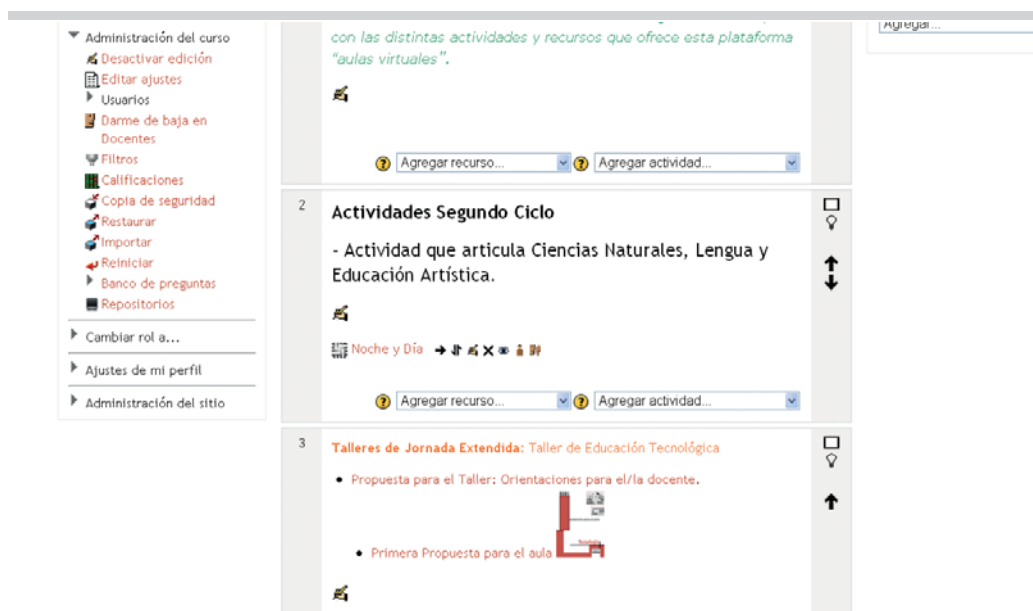 Administración del curso
Desactivar edición
Editar ajustes
Usuarios
Darme de baja en
Docentes
Filtros
Calificaciones
Copia de seguridad
Restaurar
Importar
Reiniciar
Banco de preguntas
Repositorios
Cambiar rol a...
Ajustes de mi perfil
Administración del sitio
con las distintas actividades y recursos que ofrece esta plataforma
"aulas virtuales".
Agregar recurso... Agregar actividad...
2
Actividades Segundo Ciclo
- Actividad que articula Ciencias Naturales, Lengua y
Educación Artística.
Noche y Día
Agregar recurso... Agregar actividad...
3
Talleres de Jornada Extendida: Taller de Educación Tecnológica
• Propuesta para el Taller: Orientaciones para el/la docente.
• Primera Propuesta para el aula
Agregar...